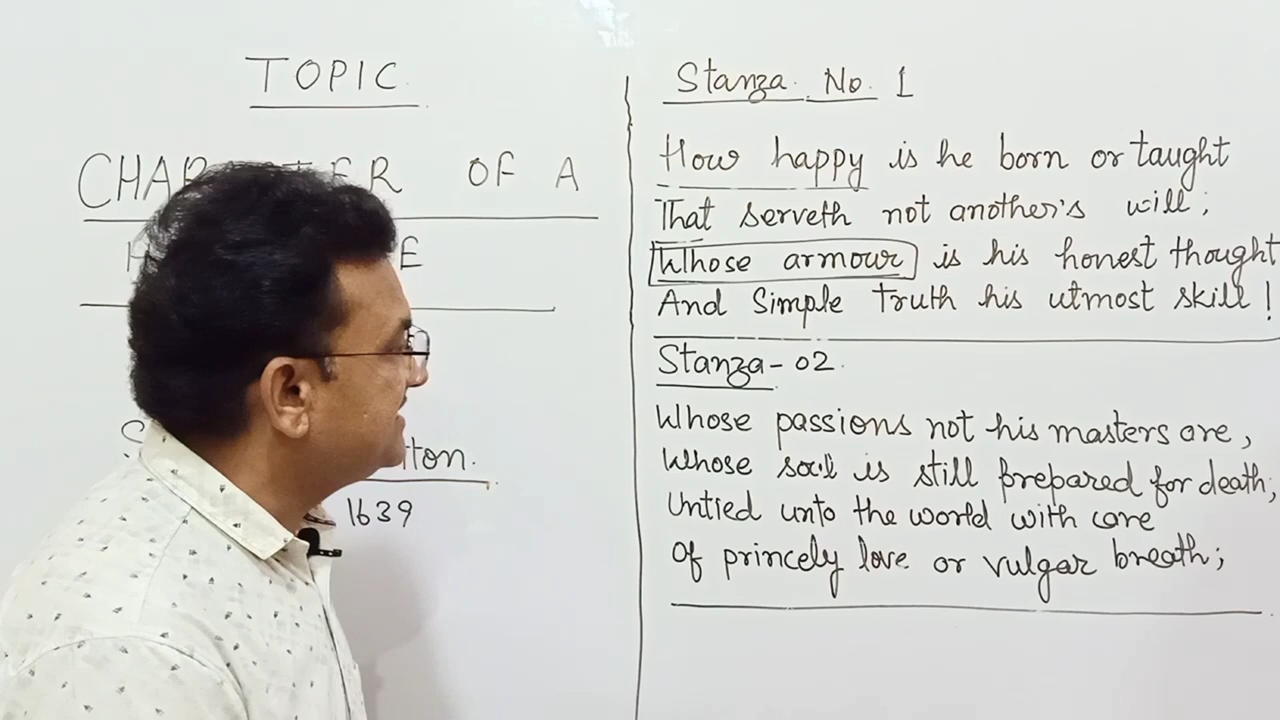 TOPIC
OF A
E
1639
Stanza No. 1
How happy is he born or taught
That serveth not another's will;
Whose armour is his honest thought
And Simple truth his utmost skill!
Stanza-02.
Whose passions not his masters are,
Whose soul is still prepared for death;
Untied unto the world with care
Of princely love or vulgar breath;